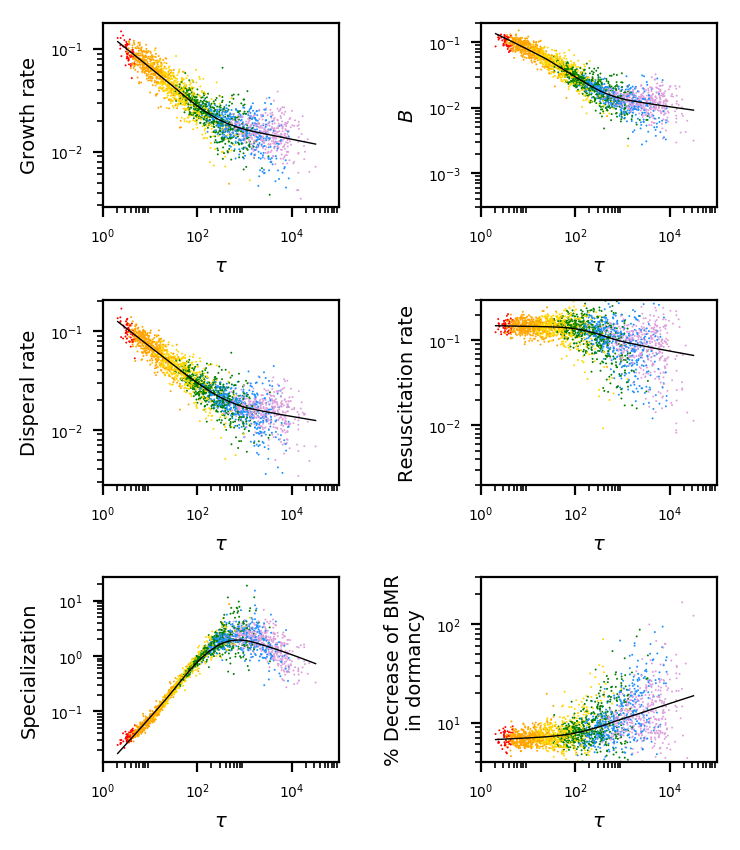 Growth rate
10⁻¹
10⁻²
10⁰ 10² 10⁴
τ
B
10⁻¹
10⁻²
10⁻³
10⁰ 10² 10⁴
τ
Disperal rate
10⁻¹
10⁻²
10⁰ 10² 10⁴
τ
Resuscitation rate
10⁻¹
10⁻²
10⁰ 10² 10⁴
τ
Specialization
10¹
10⁰
10⁻¹
10⁰ 10² 10⁴
τ
% Decrease of BMR
in dormancy
10²
10¹
10⁰ 10² 10⁴
τ